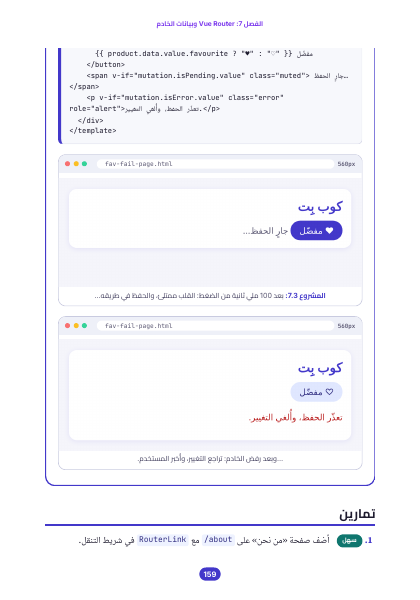 الفصل 7: Vue Router وبيانات الخادم
{{ product.data.value.favourite ? "♥" : "♡" }} مفضّل
</button>
<span v-if="mutation.isPending.value" class="muted">جارٍ الحفظ…
</span>
<p v-if="mutation.isError.value" class="error"
role="alert">تعذّر الحفظ، وأُلغي التغيير.</p>
</div>
</template>
fav-fail-page.html 560px
كوب بِت
♥ مفضّل جارٍ الحفظ…
المشروع 7.3: بعد 100 ملي ثانية من الضغط: القلب ممتلئ، والحفظ في طريقه…
fav-fail-page.html 560px
كوب بِت
♡ مفضّل
تعذّر الحفظ، وأُلغي التغيير.
…وبعد رفض الخادم: تراجع التغيير، وأُخبر المستخدم.
تمارين
1. سهل أضف صفحة «من نحن» على /about مع RouterLink في شريط التنقل.
159